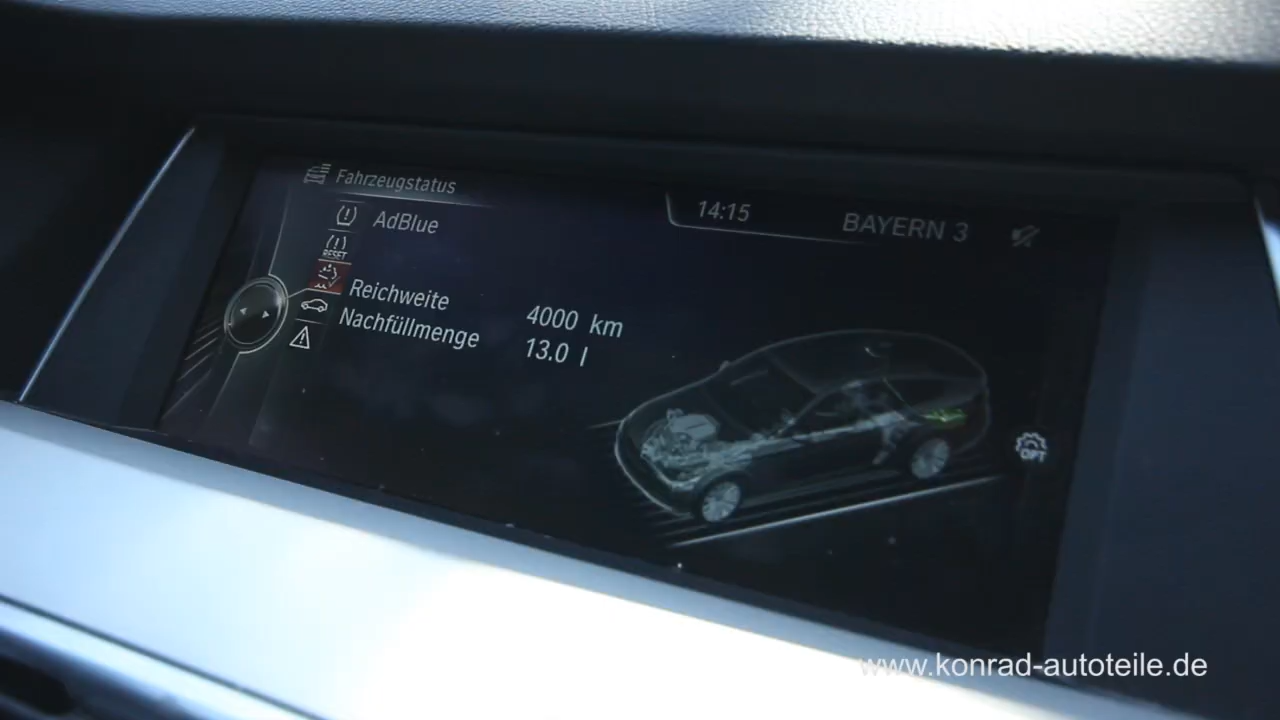 Fahrzeugstatus
14:15
BAYERN 3
AdBlue
RESET
Reichweite 4000 km
Nachfüllmenge 13.0 l
OPT
www.konrad-autoteile.de